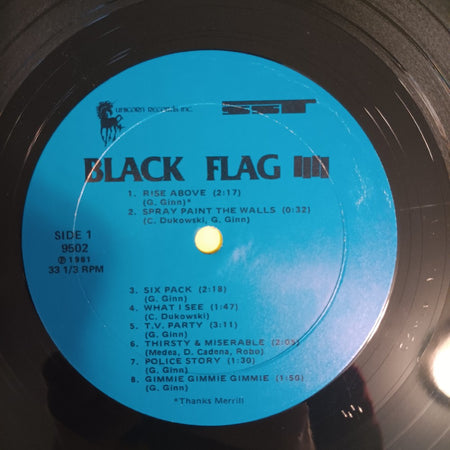 unicorn records inc.
SST
BLACK FLAG
1. RISE ABOVE (2:17)
(G. Ginn)*
2. SPRAY PAINT THE WALLS (0:32)
(C. Dukowski, G. Ginn)
SIDE 1
9502
℗ 1981
33 1/3 RPM
3. SIX PACK (2:18)
(G. Ginn)
4. WHAT I SEE (1:47)
(C. Dukowski)
5. T.V. PARTY (3:11)
(G. Ginn)
6. THIRSTY & MISERABLE (2:05)
(Medea, D. Cadena, Robo)
7. POLICE STORY (1:30)
(G. Ginn)
8. GIMMIE GIMMIE GIMMIE (1:50)
(G. Ginn)
*Thanks Merrill